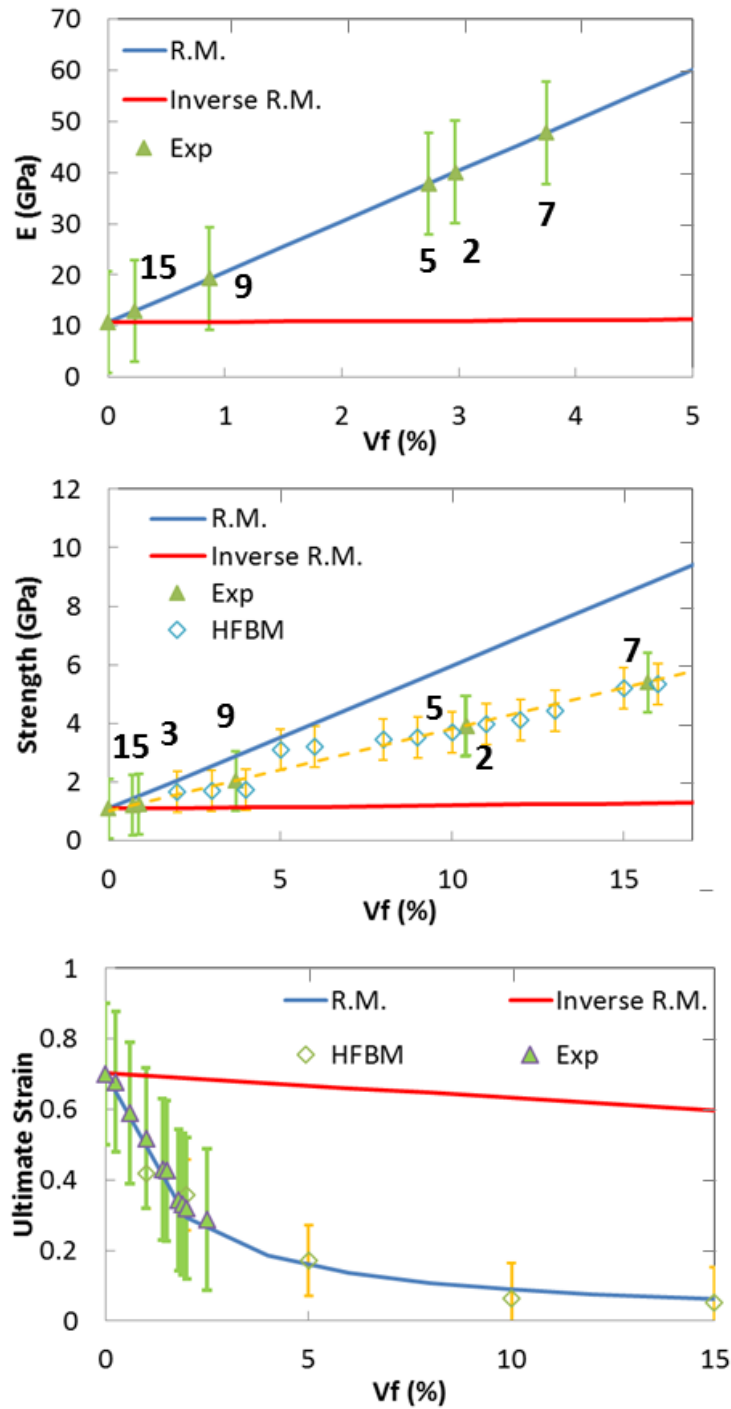 70
60
50
40
30
20
10
0
E (GPa)
R.M.
Inverse R.M.
Exp
15
9
5
2
7
0 1 2 3 4 5
Vf (%)
12
10
8
6
4
2
0
Strength (GPa)
R.M.
Inverse R.M.
Exp
HFBM
15
3
9
5
2
7
0 5 10 15
Vf (%)
1
0.8
0.6
0.4
0.2
0
Ultimate Strain
R.M. Inverse R.M.
HFBM Exp
0 5 10 15
Vf (%)